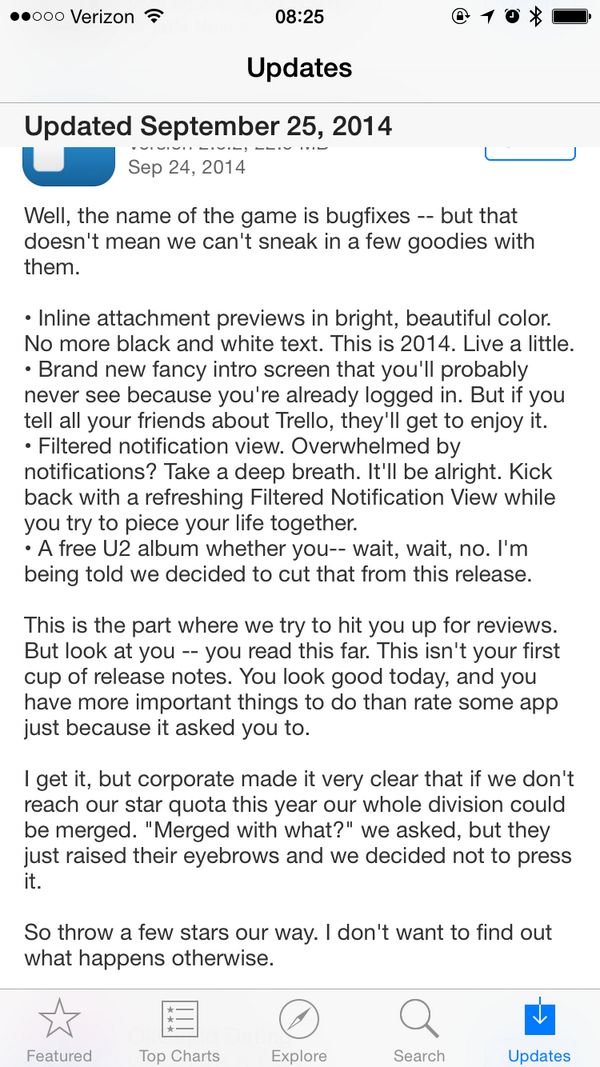 Verizon 08:25
Updates
Updated September 25, 2014
Sep 24, 2014
Well, the name of the game is bugfixes -- but that
doesn't mean we can't sneak in a few goodies with
them.
• Inline attachment previews in bright, beautiful color.
No more black and white text. This is 2014. Live a little.
• Brand new fancy intro screen that you'll probably
never see because you're already logged in. But if you
tell all your friends about Trello, they'll get to enjoy it.
• Filtered notification view. Overwhelmed by
notifications? Take a deep breath. It'll be alright. Kick
back with a refreshing Filtered Notification View while
you try to piece your life together.
• A free U2 album whether you-- wait, wait, no. I'm
being told we decided to cut that from this release.
This is the part where we try to hit you up for reviews.
But look at you -- you read this far. This isn't your first
cup of release notes. You look good today, and you
have more important things to do than rate some app
just because it asked you to.
I get it, but corporate made it very clear that if we don't
reach our star quota this year our whole division could
be merged. "Merged with what?" we asked, but they
just raised their eyebrows and we decided not to press
it.
So throw a few stars our way. I don't want to find out
what happens otherwise.
Featured Top Charts Explore Search Updates